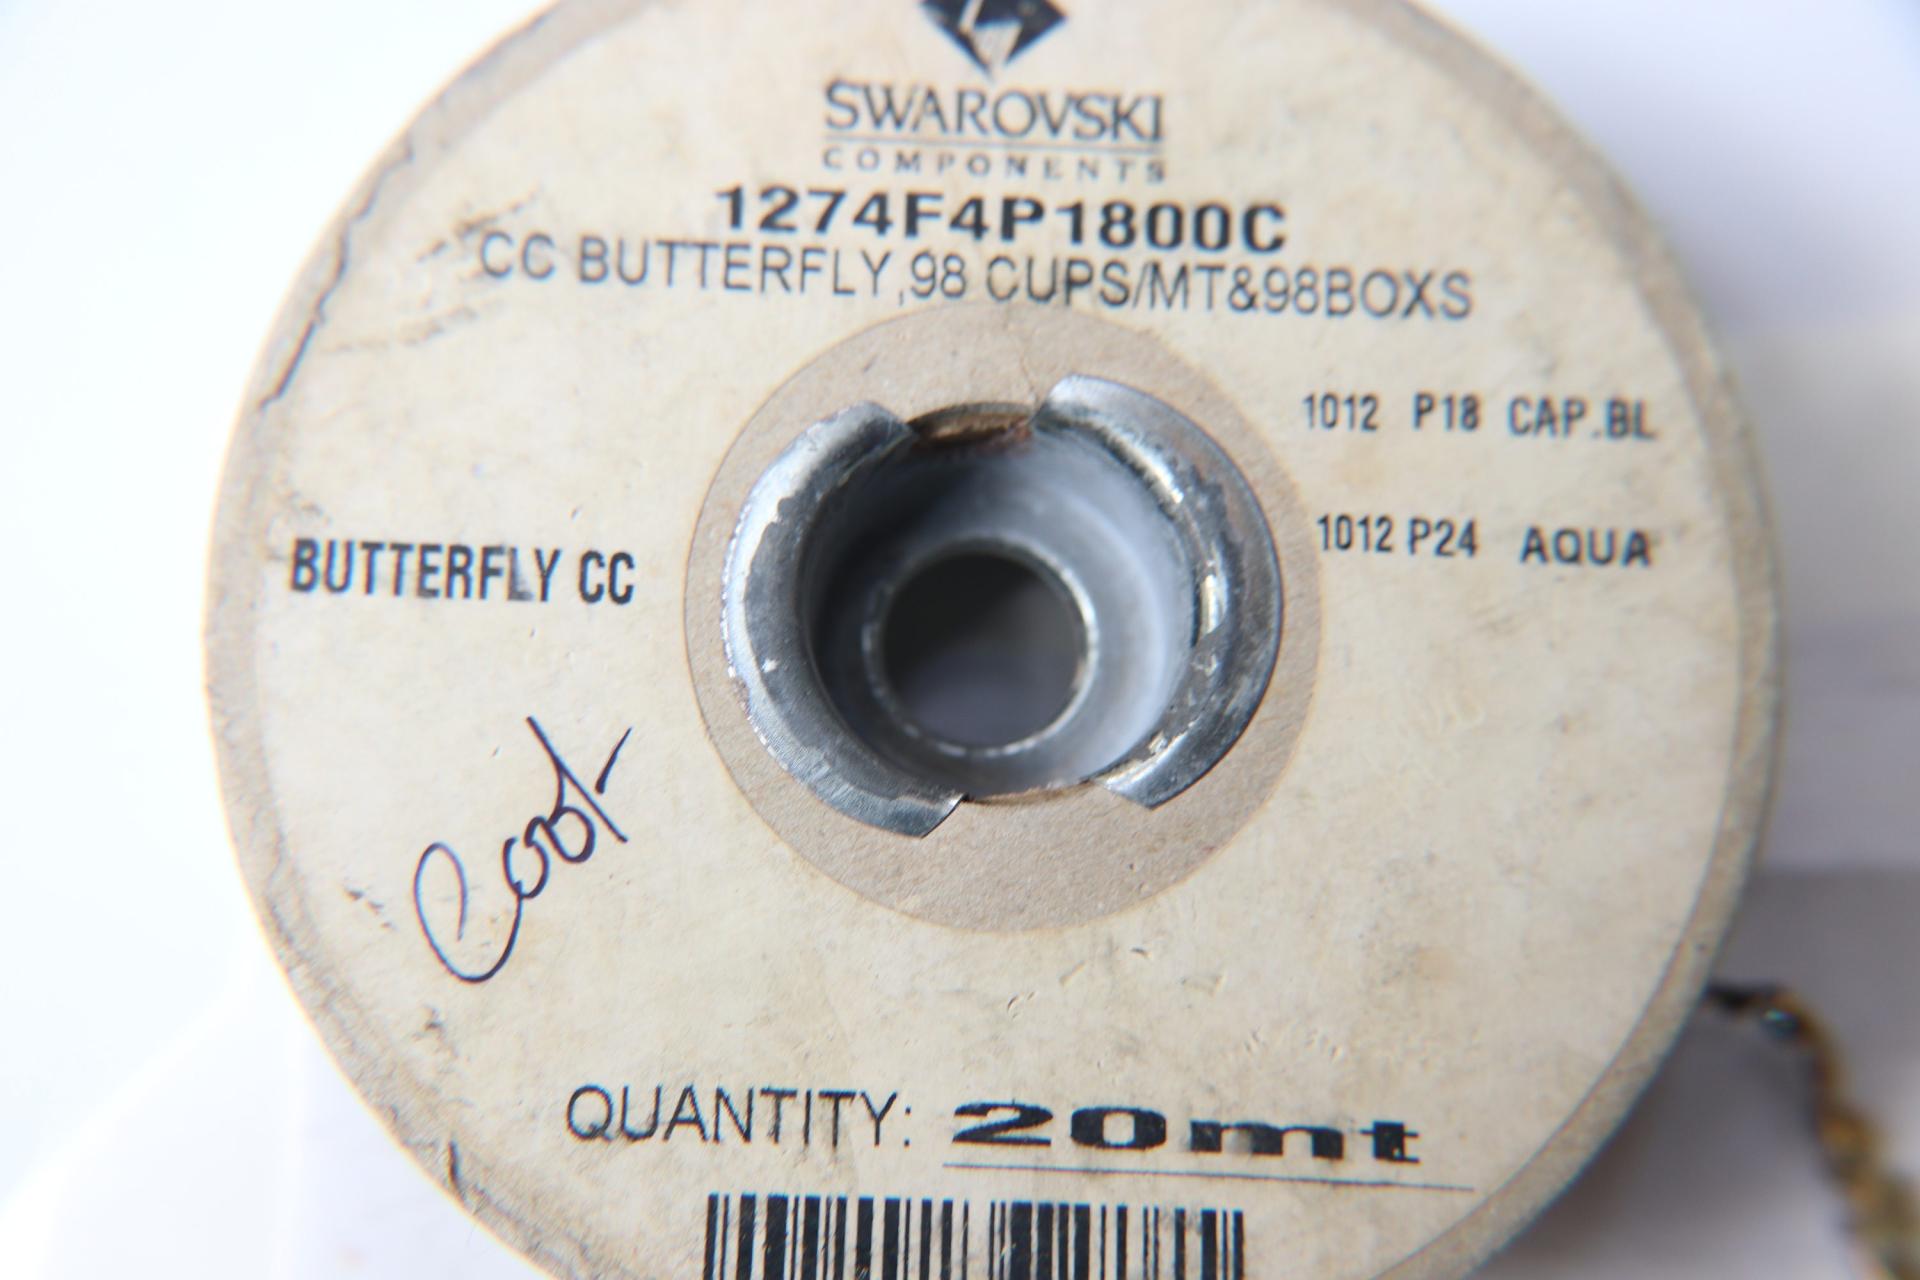 SWAROVSKI
COMPONENTS
1274F4P1800C
CC BUTTERFLY,98 CUPS/MT&98BOXS
1012 P18 CAP.BL
1012 P24 AQUA
BUTTERFLY CC
QUANTITY: 20mt